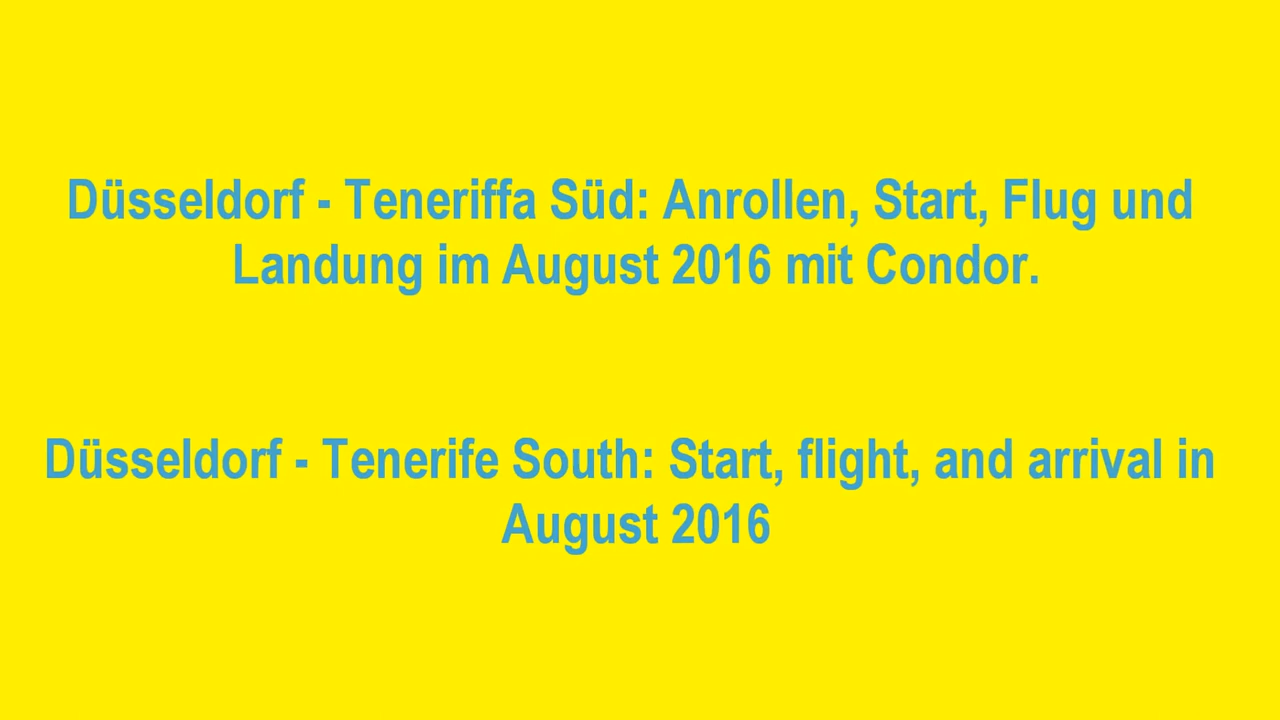 Düsseldorf - Teneriffa Süd: Anrollen, Start, Flug und
Landung im August 2016 mit Condor.
Düsseldorf - Tenerife South: Start, flight, and arrival in
August 2016